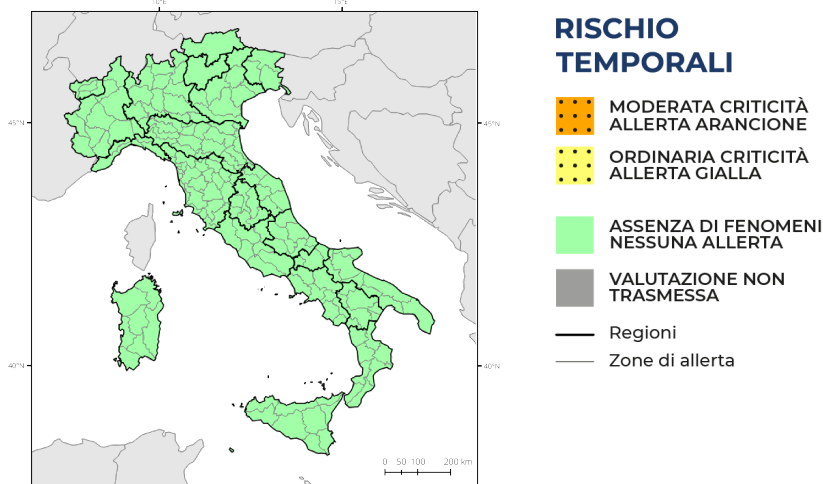 15°E
RISCHIO
TEMPORALI
MODERATA CRITICITÀ
ALLERTA ARANCIONE
ORDINARIA CRITICITÀ
ALLERTA GIALLA
ASSENZA DI FENOMENI
NESSUNA ALLERTA
VALUTAZIONE NON
TRASMESSA
Regioni
Zone di allerta
45°N
45°N
40°N
40°N
0 50 100 200 km